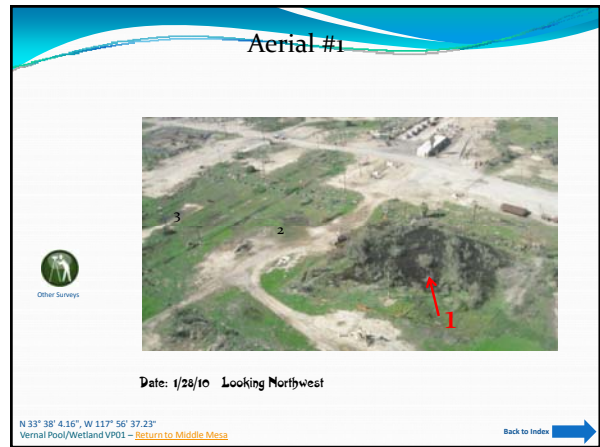 Aerial #1
3
2
1
Other Surveys
Date: 1/28/10 Looking Northwest
N 33° 38' 4.16", W 117° 56' 37.23"
Vernal Pool/Wetland VP01 – Return to Middle Mesa
Back to Index